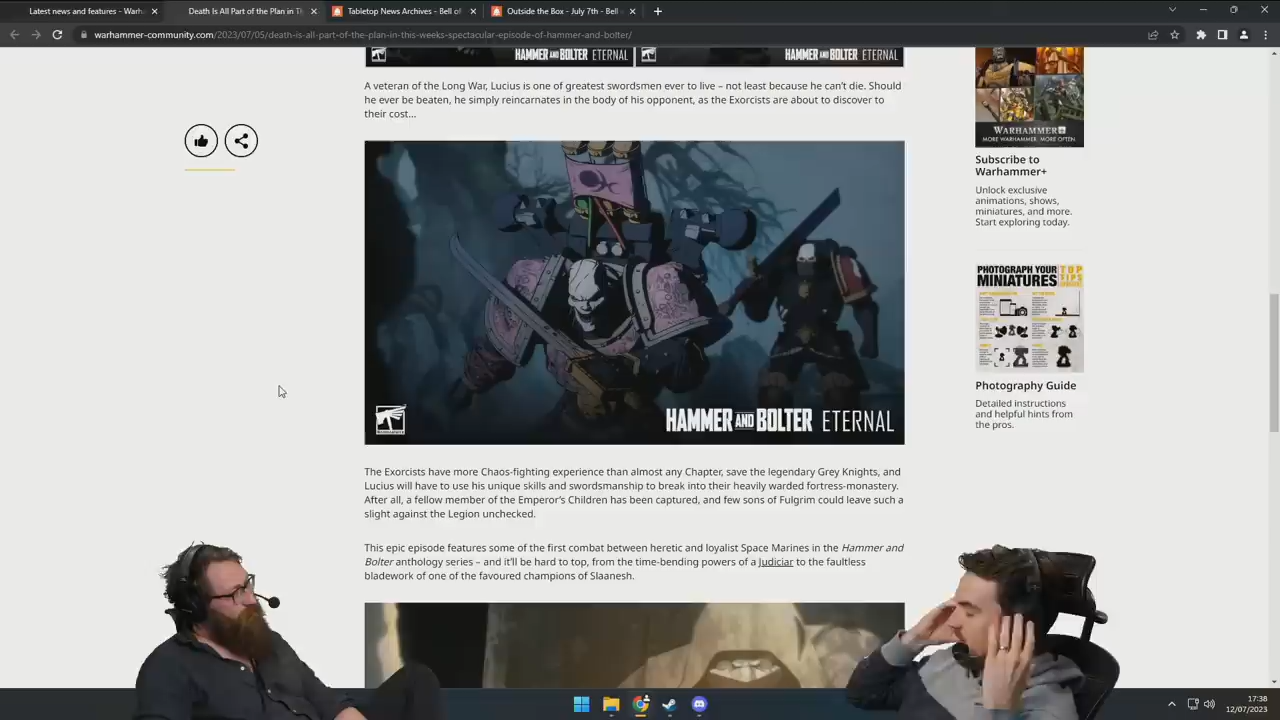 Latest news and features - Warha
Death Is All Part of the Plan in T
Tabletop News Archives - Bell of
Outside the Box - July 7th - Bell
warhammer-community.com/2023/07/05/death-is-all-part-of-the-plan-in-this-weeks-spectacular-episode-of-hammer-and-bolter/
HAMMER AND BOLTER ETERNAL
HAMMER AND BOLTER ETERNAL
A veteran of the Long War, Lucius is one of greatest swordsmen ever to live – not least because he can't die. Should
he ever be beaten, he simply reincarnates in the body of his opponent, as the Exorcists are about to discover to
their cost...
HAMMER AND BOLTER ETERNAL
The Exorcists have more Chaos-fighting experience than almost any Chapter, save the legendary Grey Knights, and
Lucius will have to use his unique skills and swordsmanship to break into their heavily warded fortress-monastery.
After all, a fellow member of the Emperor's Children has been captured, and few sons of Fulgrim could leave such a
slight against the Legion unchecked.
This epic episode features some of the first combat between heretic and loyalist Space Marines in the Hammer and
Bolter anthology series – and it'll be hard to top, from the time-bending powers of a Judiciar to the faultless
bladework of one of the favoured champions of Slaanesh.
WARHAMMER+
MORE WARHAMMER. MORE OFTEN.
Subscribe to
Warhammer+
Unlock exclusive
animations, shows,
miniatures, and more.
Start exploring today.
PHOTOGRAPH YOUR
MINIATURES
TOP
TIPS
Photography Guide
Detailed instructions
and helpful hints from
the pros.
17:38
12/07/2023